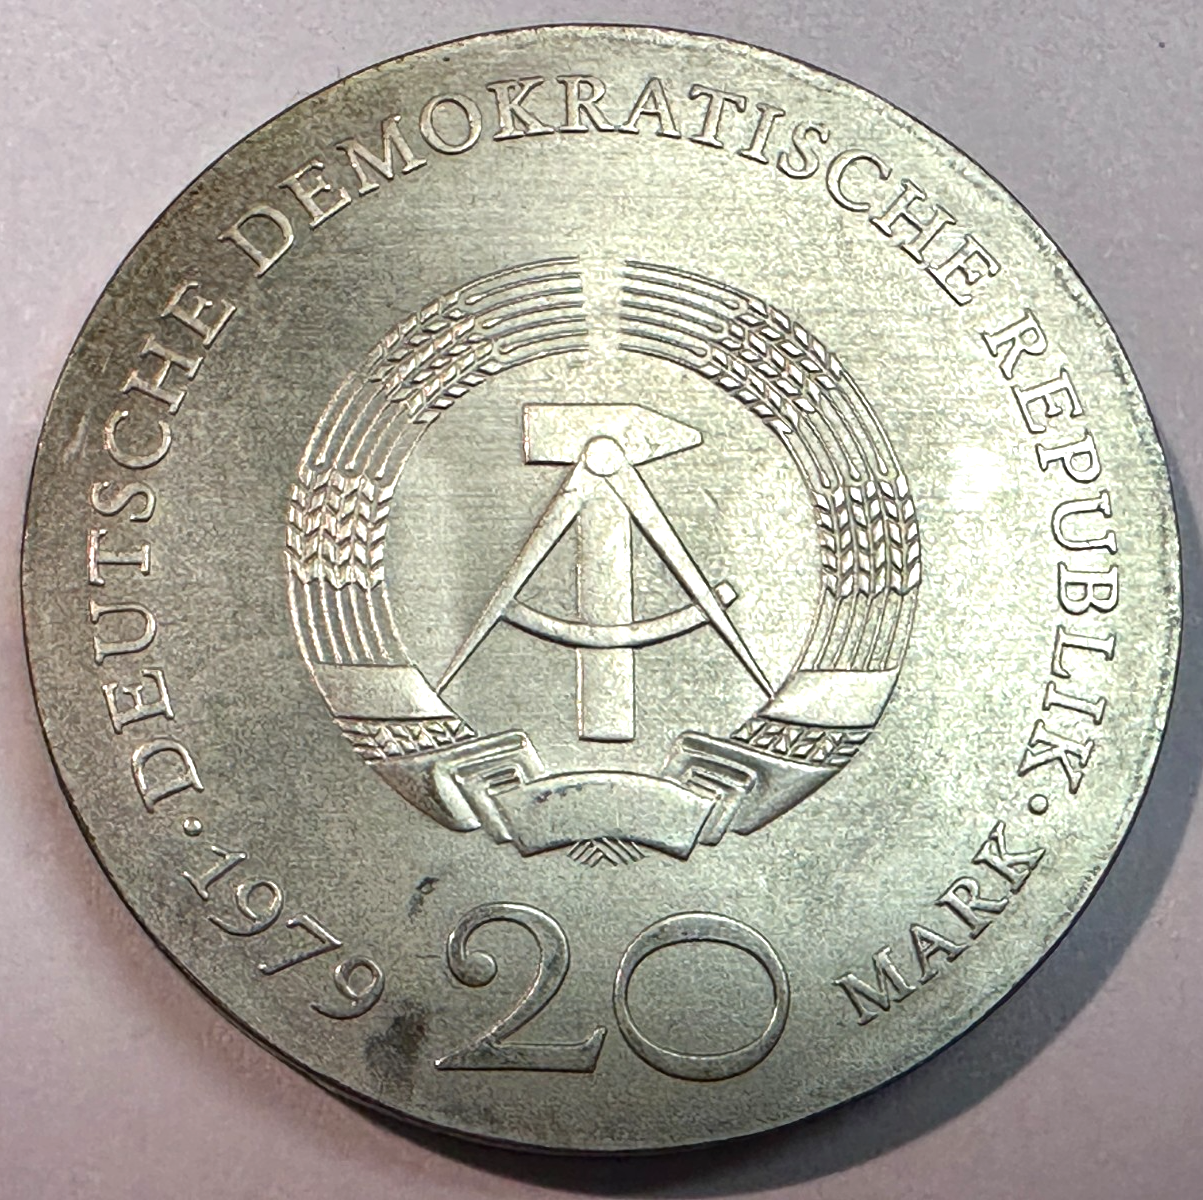 DEUTSCHE DEMOKRATISCHE REPUBLIK · MARK
20
· 1979